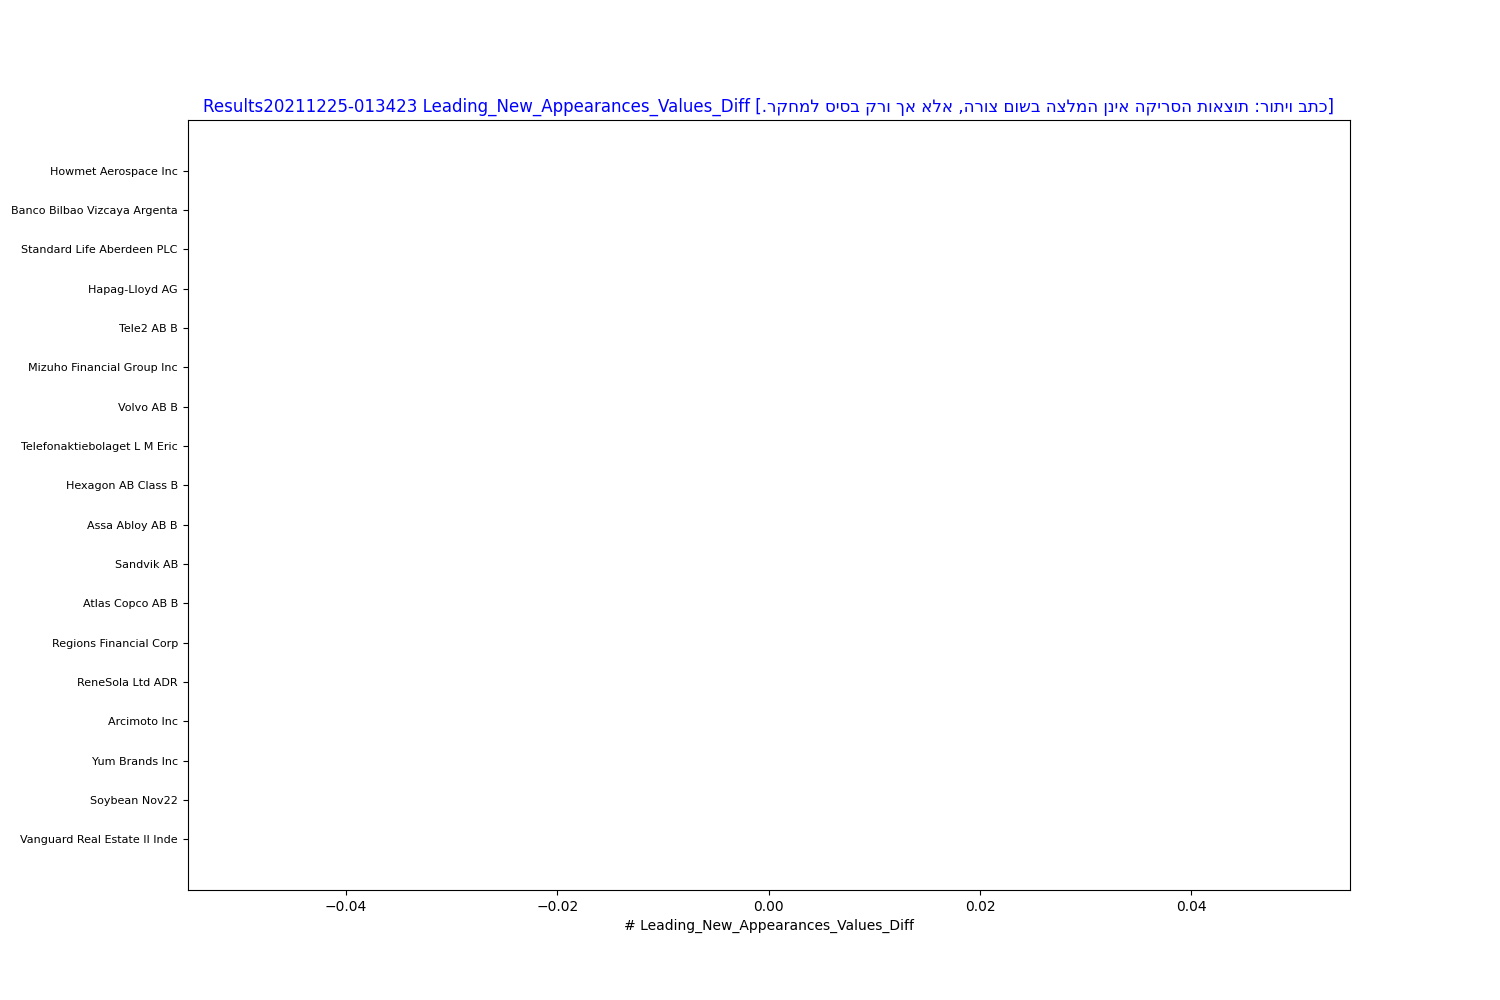 Results20211225-013423 Leading_New_Appearances_Values_Diff [כתב ויתור: תוצאות הסריקה אינן המלצה בשום צורה, אלא אך ורק בסיס למחקר.]
Howmet Aerospace Inc
Banco Bilbao Vizcaya Argenta
Standard Life Aberdeen PLC
Hapag-Lloyd AG
Tele2 AB B
Mizuho Financial Group Inc
Volvo AB B
Telefonaktiebolaget L M Eric
Hexagon AB Class B
Assa Abloy AB B
Sandvik AB
Atlas Copco AB B
Regions Financial Corp
ReneSola Ltd ADR
Arcimoto Inc
Yum Brands Inc
Soybean Nov22
Vanguard Real Estate II Inde
−0.04 −0.02 0.00 0.02 0.04
# Leading_New_Appearances_Values_Diff